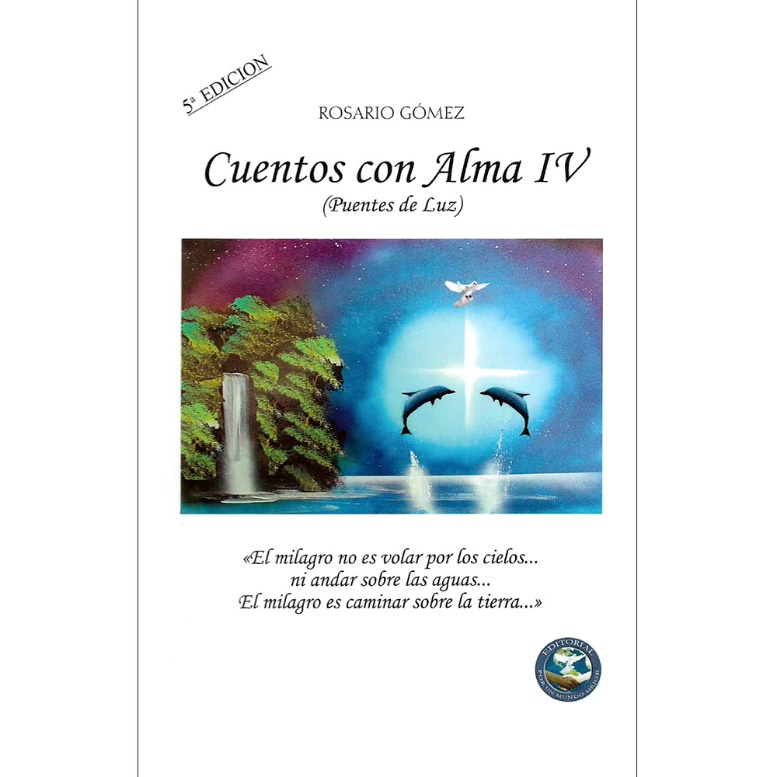 5ª EDICION
ROSARIO GÓMEZ
Cuentos con Alma IV
(Puentes de Luz)
«El milagro no es volar por los cielos...
ni andar sobre las aguas...
El milagro es caminar sobre la tierra...»
EDITORIAL
POR UN MUNDO MEJOR